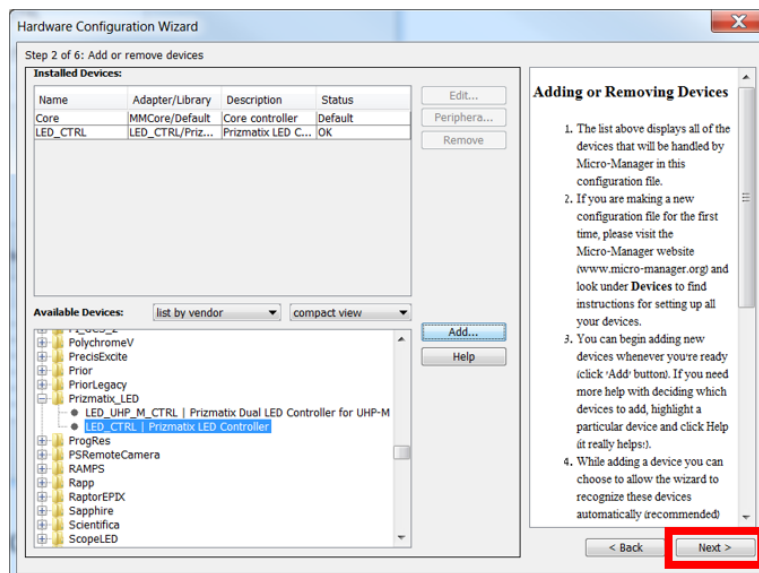 Hardware Configuration Wizard
Step 2 of 6: Add or remove devices
Installed Devices:
Name Adapter/Library Description Status
Core MMCore/Default Core controller Default
LED_CTRL LED_CTRL/Priz... Prizmatix LED C... OK
Edit...
Periphera...
Remove
Available Devices: list by vendor compact view
PI_GCS_2
PolychromeV
PrecisExcite
Prior
PriorLegacy
Prizmatix_LED
LED_UHP_M_CTRL | Prizmatix Dual LED Controller for UHP-M
LED_CTRL | Prizmatix LED Controller
ProgRes
PSRemoteCamera
RAMPS
Rapp
RaptorEPIX
Sapphire
Scientifica
ScopeLED
Add...
Help
Adding or Removing Devices
1. The list above displays all of the
devices that will be handled by
Micro-Manager in this
configuration file.
2. If you are making a new
configuration file for the first
time, please visit the
Micro-Manager website
(www.micro-manager.org) and
look under Devices to find
instructions for setting up all
your devices.
3. You can begin adding new
devices whenever you're ready
(click 'Add' button). If you need
more help with deciding which
devices to add, highlight a
particular device and click Help
(it really helps!).
4. While adding a device you can
choose to allow the wizard to
recognize these devices
automatically (recommended)
< Back
Next >